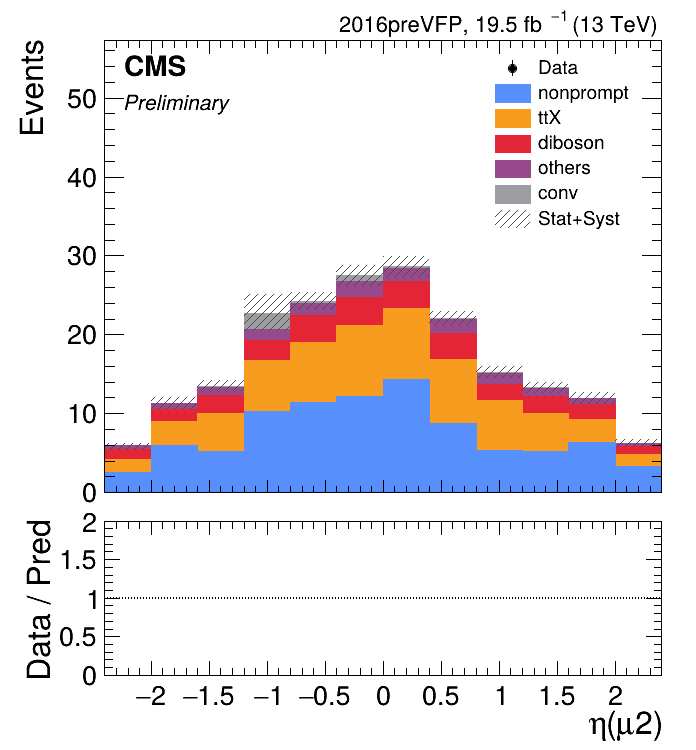 2016preVFP, 19.5 fb⁻¹ (13 TeV)
CMS
Preliminary
Events
Data
nonprompt
ttX
diboson
others
conv
Stat+Syst
50
40
30
20
10
0
Data / Pred
2
1.5
1
0.5
0
−2 −1.5 −1 −0.5 0 0.5 1 1.5 2
η(μ2)